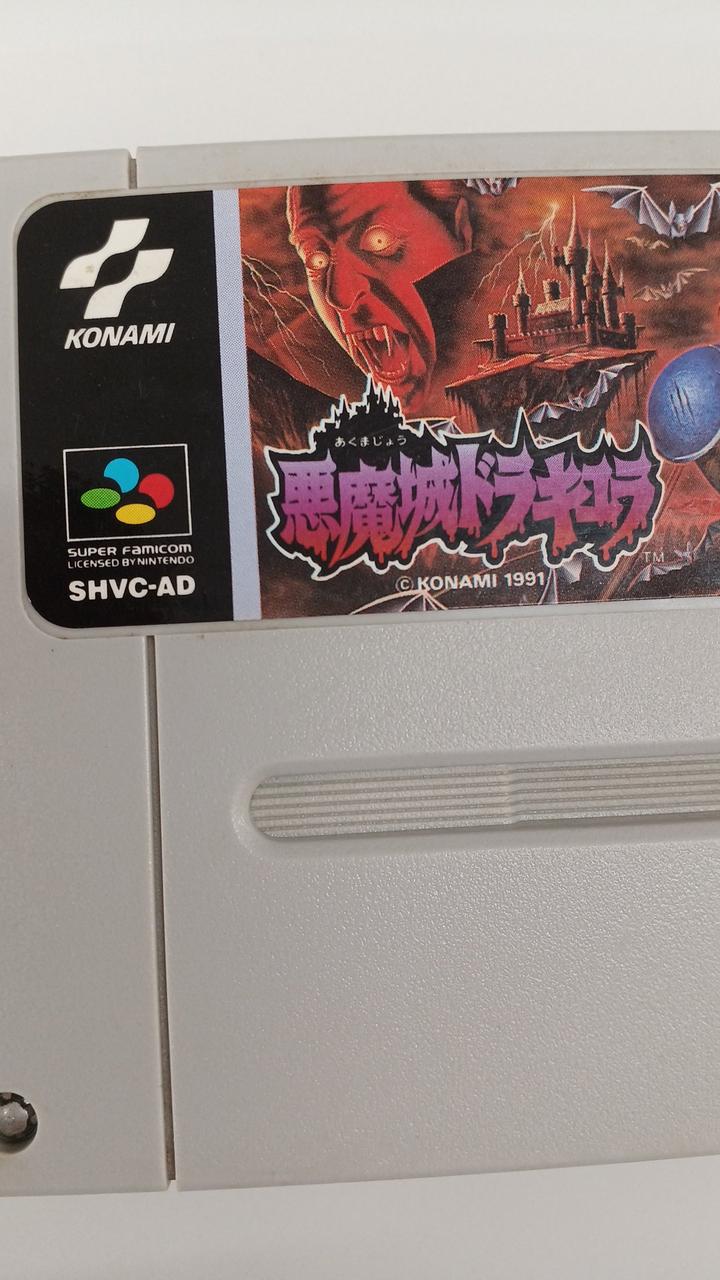 KONAMI
SUPER FAMICOM
LICENSED BY NINTENDO
SHVC-AD
あくまじょう
悪魔城ドラキュラ
TM
© KONAMI 1991